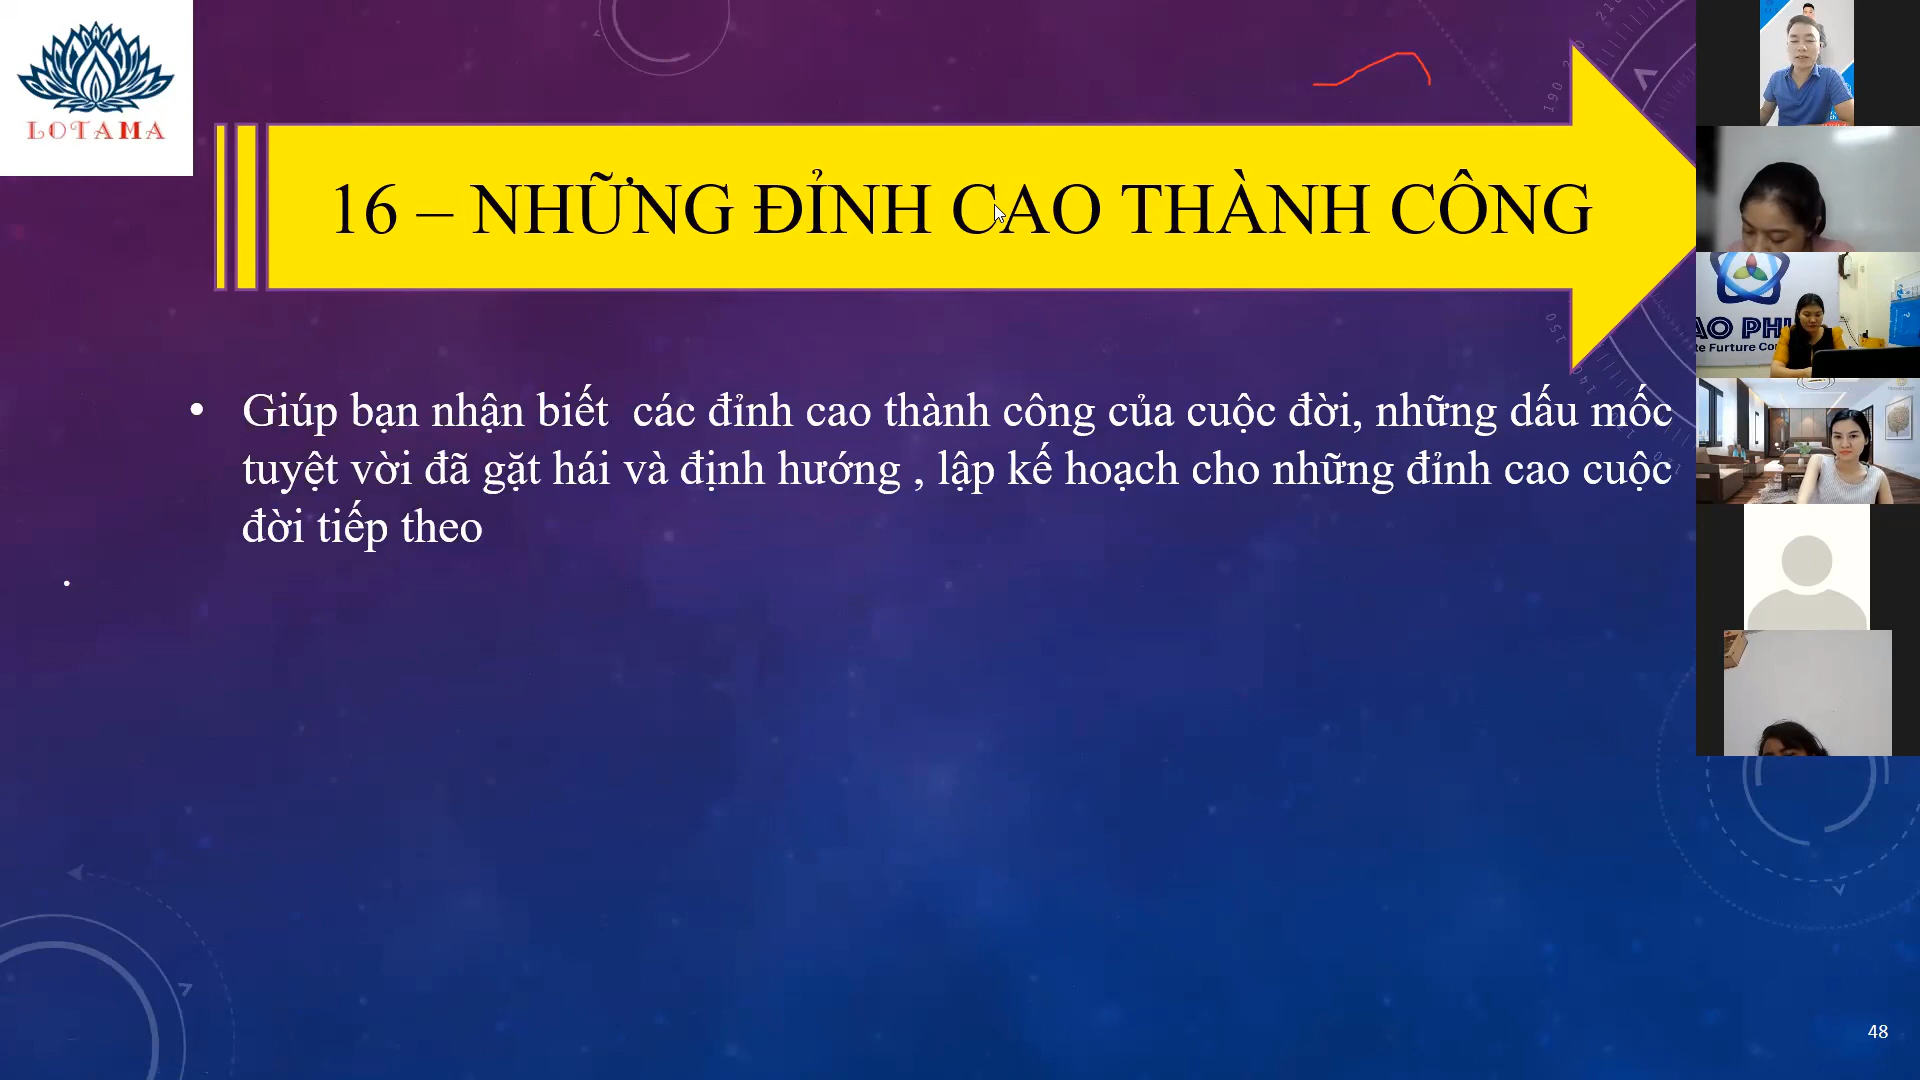 LOTAMA
16 – NHỮNG ĐỈNH CAO THÀNH CÔNG
• Giúp bạn nhận biết  các đỉnh cao thành công của cuộc đời, những dấu mốc
tuyệt vời đã gặt hái và định hướng , lập kế hoạch cho những đỉnh cao cuộc
đời tiếp theo
.
48